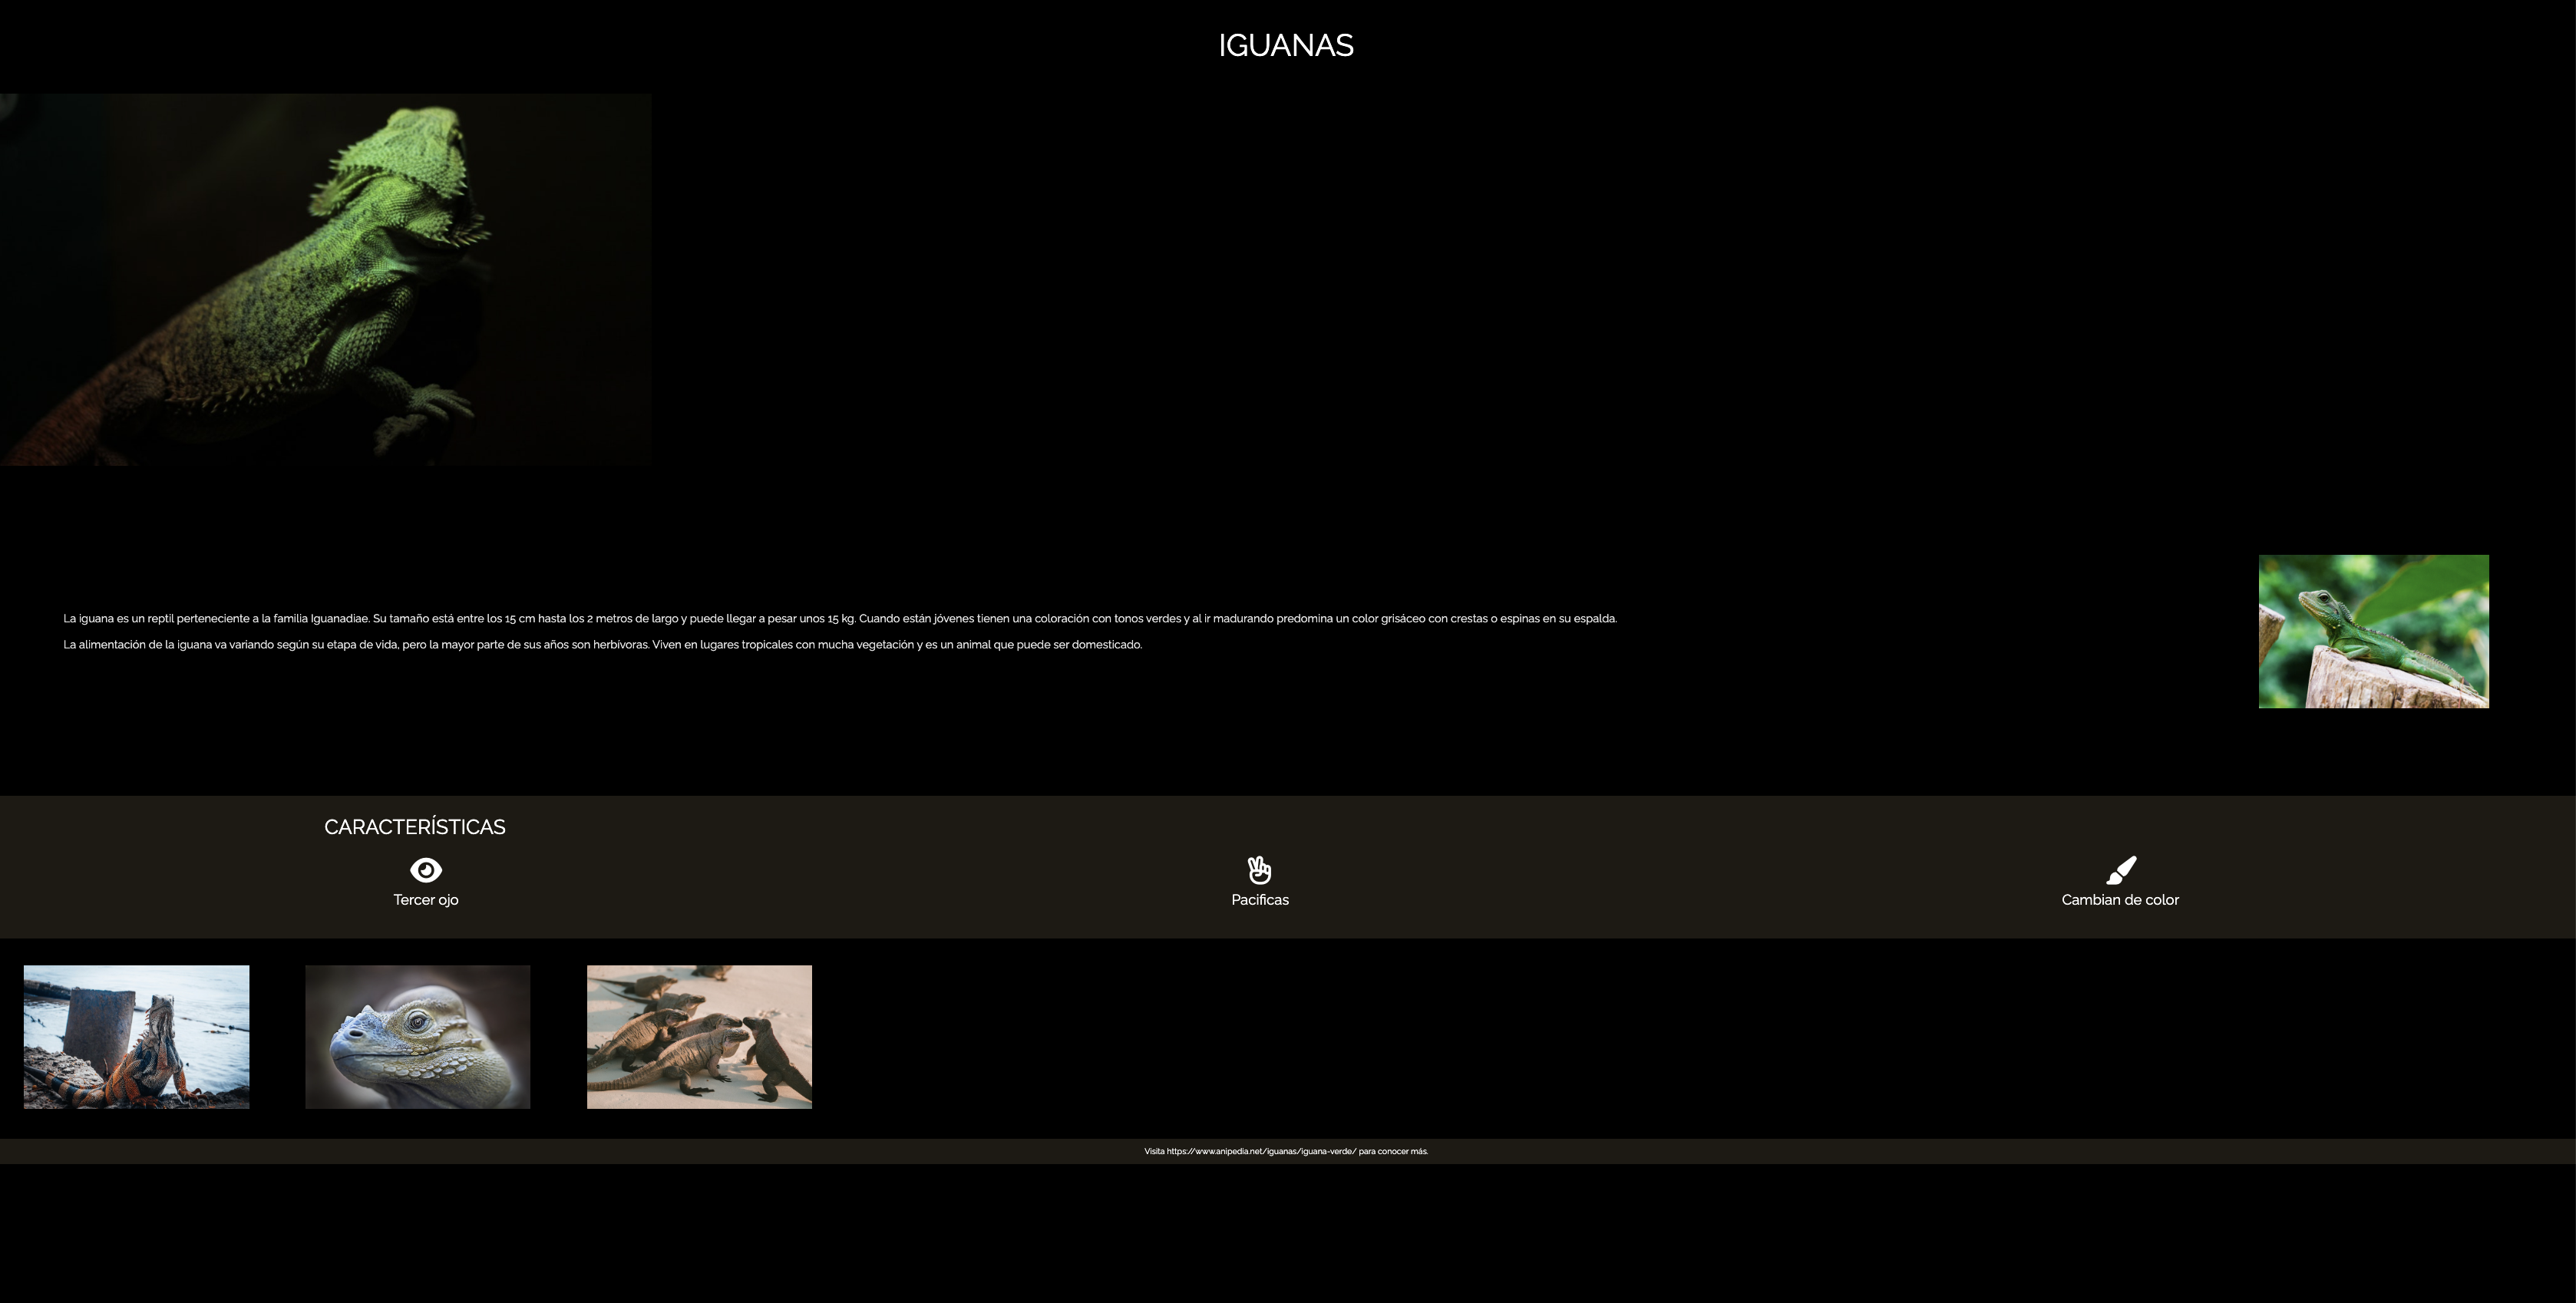 IGUANAS
La iguana es un reptil perteneciente a la familia Iguanadiae. Su tamaño está entre los 15 cm hasta los 2 metros de largo y puede llegar a pesar unos 15 kg. Cuando están jóvenes tienen una coloración con tonos verdes y al ir madurando predomina un color grisáceo con crestas o espinas en su espalda.
La alimentación de la iguana va variando según su etapa de vida, pero la mayor parte de sus años son herbívoras. Viven en lugares tropicales con mucha vegetación y es un animal que puede ser domesticado.
CARACTERÍSTICAS
Tercer ojo
Pacificas
Cambian de color
Visita https://www.anipedia.net/iguanas/iguana-verde/ para conocer más.